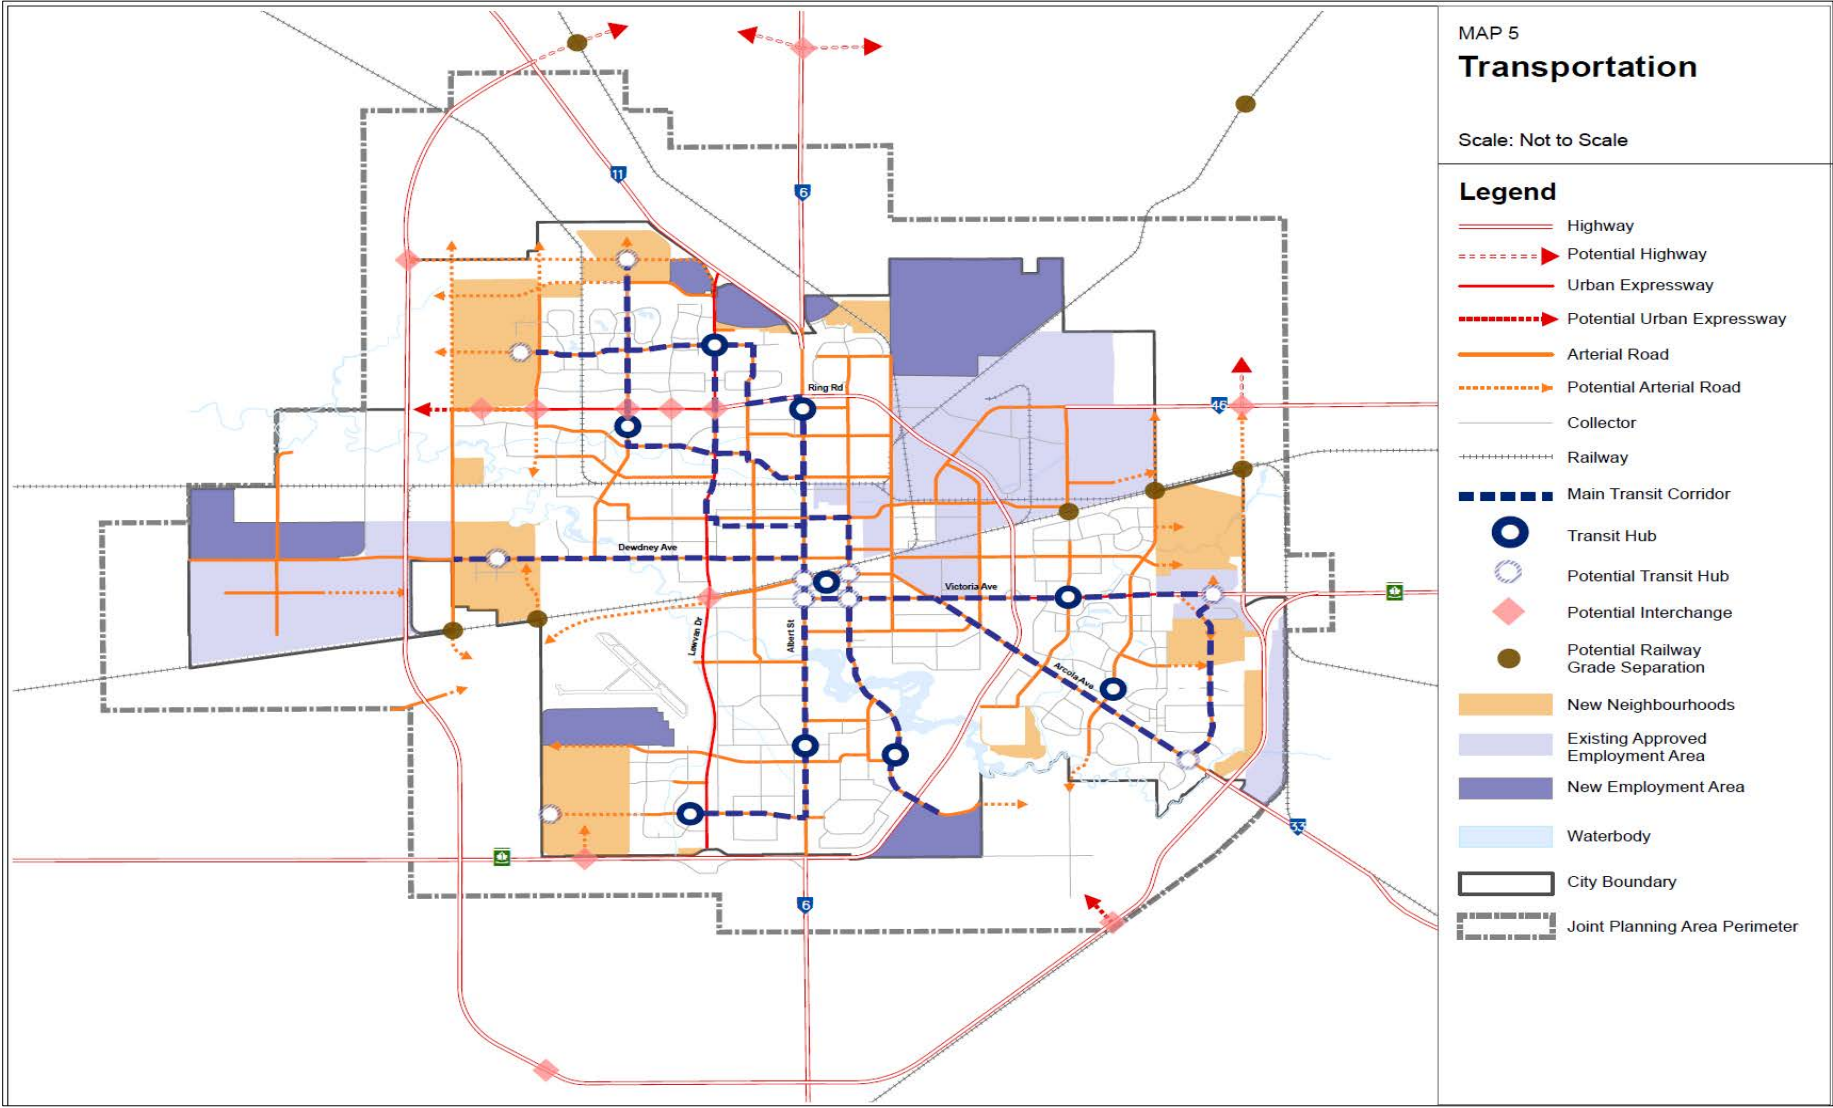 MAP 5
Transportation
Scale: Not to Scale
Legend
Highway
Potential Highway
Urban Expressway
Potential Urban Expressway
Arterial Road
Potential Arterial Road
Collector
Railway
Main Transit Corridor
Transit Hub
Potential Transit Hub
Potential Interchange
Potential Railway
Grade Separation
New Neighbourhoods
Existing Approved
Employment Area
New Employment Area
Waterbody
City Boundary
Joint Planning Area Perimeter
11
6
Ring Rd
46
Dewdney Ave
Victoria Ave
1
Lewvan Dr
Albert St
Arcola Ave
33
1
6